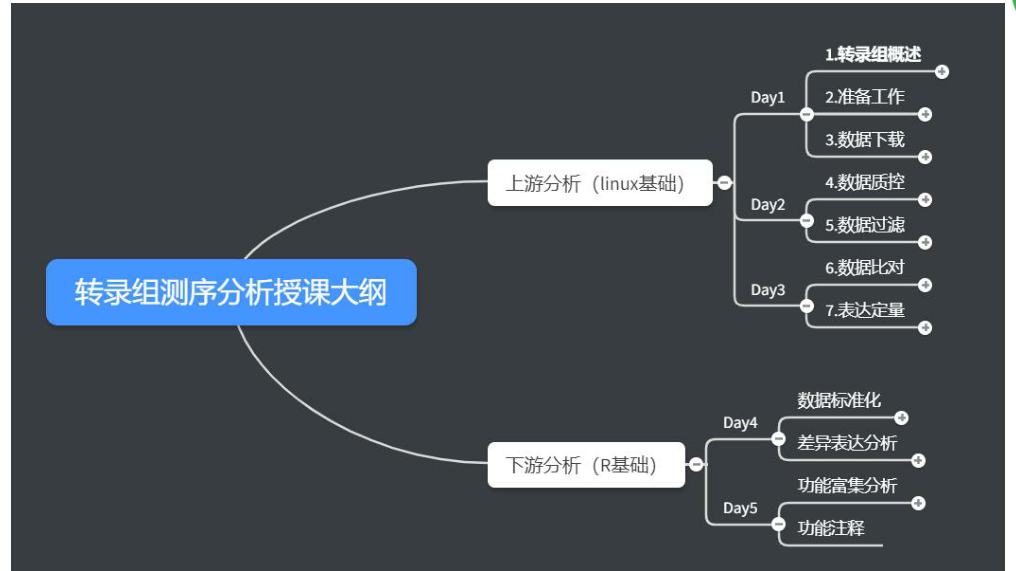 转录组测序分析授课大纲
上游分析（linux基础）
Day1
1.转录组概述
2.准备工作
3.数据下载
Day2
4.数据质控
5.数据过滤
Day3
6.数据比对
7.表达定量
下游分析（R基础）
Day4
数据标准化
差异表达分析
Day5
功能富集分析
功能注释